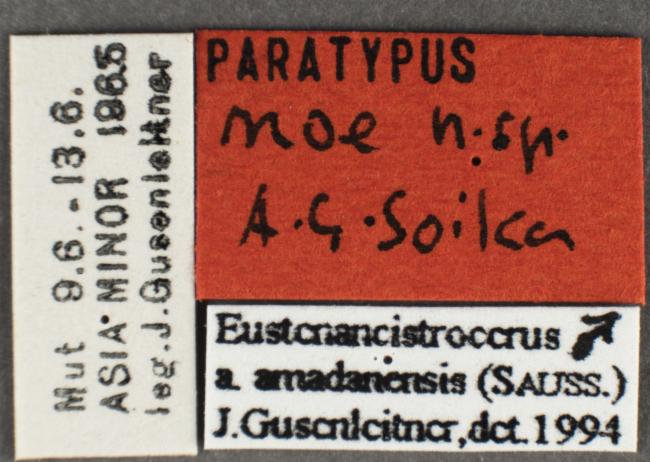 Mut 9.6.-13.6.
ASIA MINOR 1965
leg.J.Gusenleitner
PARATYPUS
noe n.sp.
A.G.Soika
Eustenancistrocerus ♂
a. amadanensis (SAUSS.)
J.Gusenleitner,det.1994